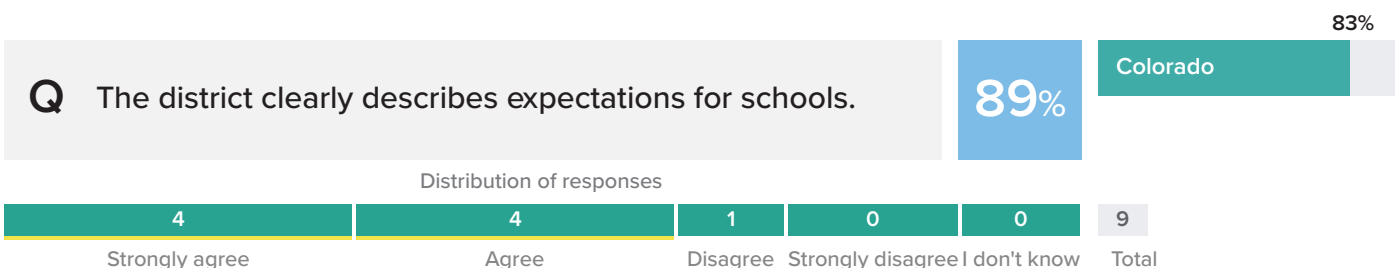 83%
Q The district clearly describes expectations for schools.
89%
Colorado
Distribution of responses
4 4 1 0 0 9
Strongly agree Agree Disagree Strongly disagree I don't know Total